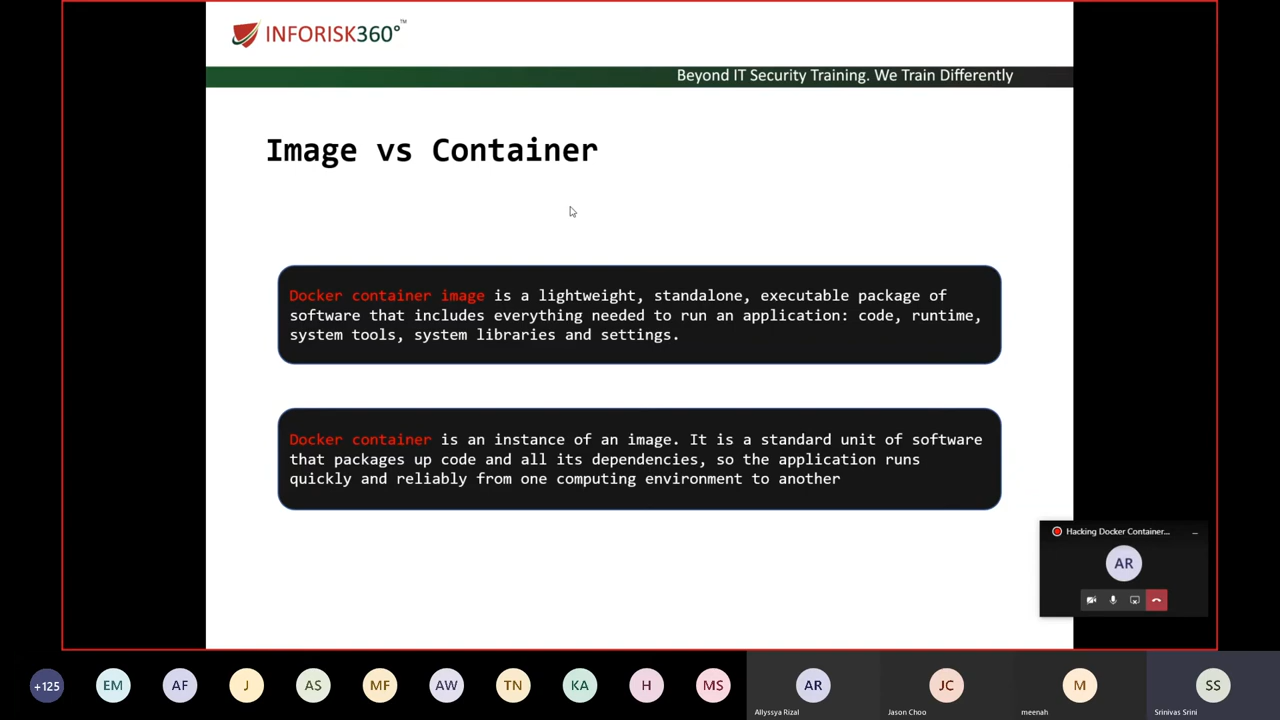 INFORISK360°™
Beyond IT Security Training. We Train Differently
Image vs Container
Docker container image is a lightweight, standalone, executable package of
software that includes everything needed to run an application: code, runtime,
system tools, system libraries and settings.
Docker container is an instance of an image. It is a standard unit of software
that packages up code and all its dependencies, so the application runs
quickly and reliably from one computing environment to another
Hacking Docker Container...
AR
+125
EM
AF
J
AS
MF
AW
TN
KA
H
MS
AR
JC
M
SS
Allyssya Rizal
Jason Choo
meenah
Srinivas Srini